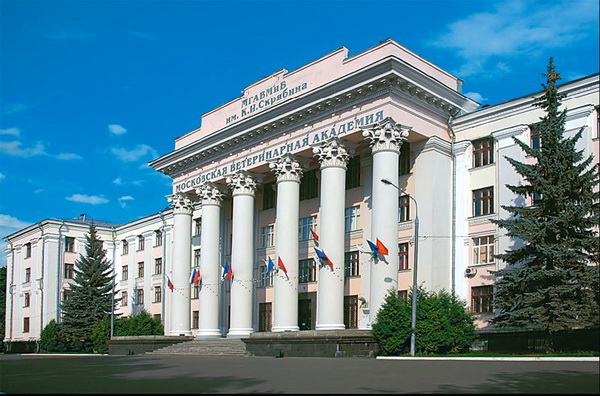 МГАВМиБ
им. К.И. Скрябина
МОСКОВСКАЯ ВЕТЕРИНАРНАЯ АКАДЕМИЯ